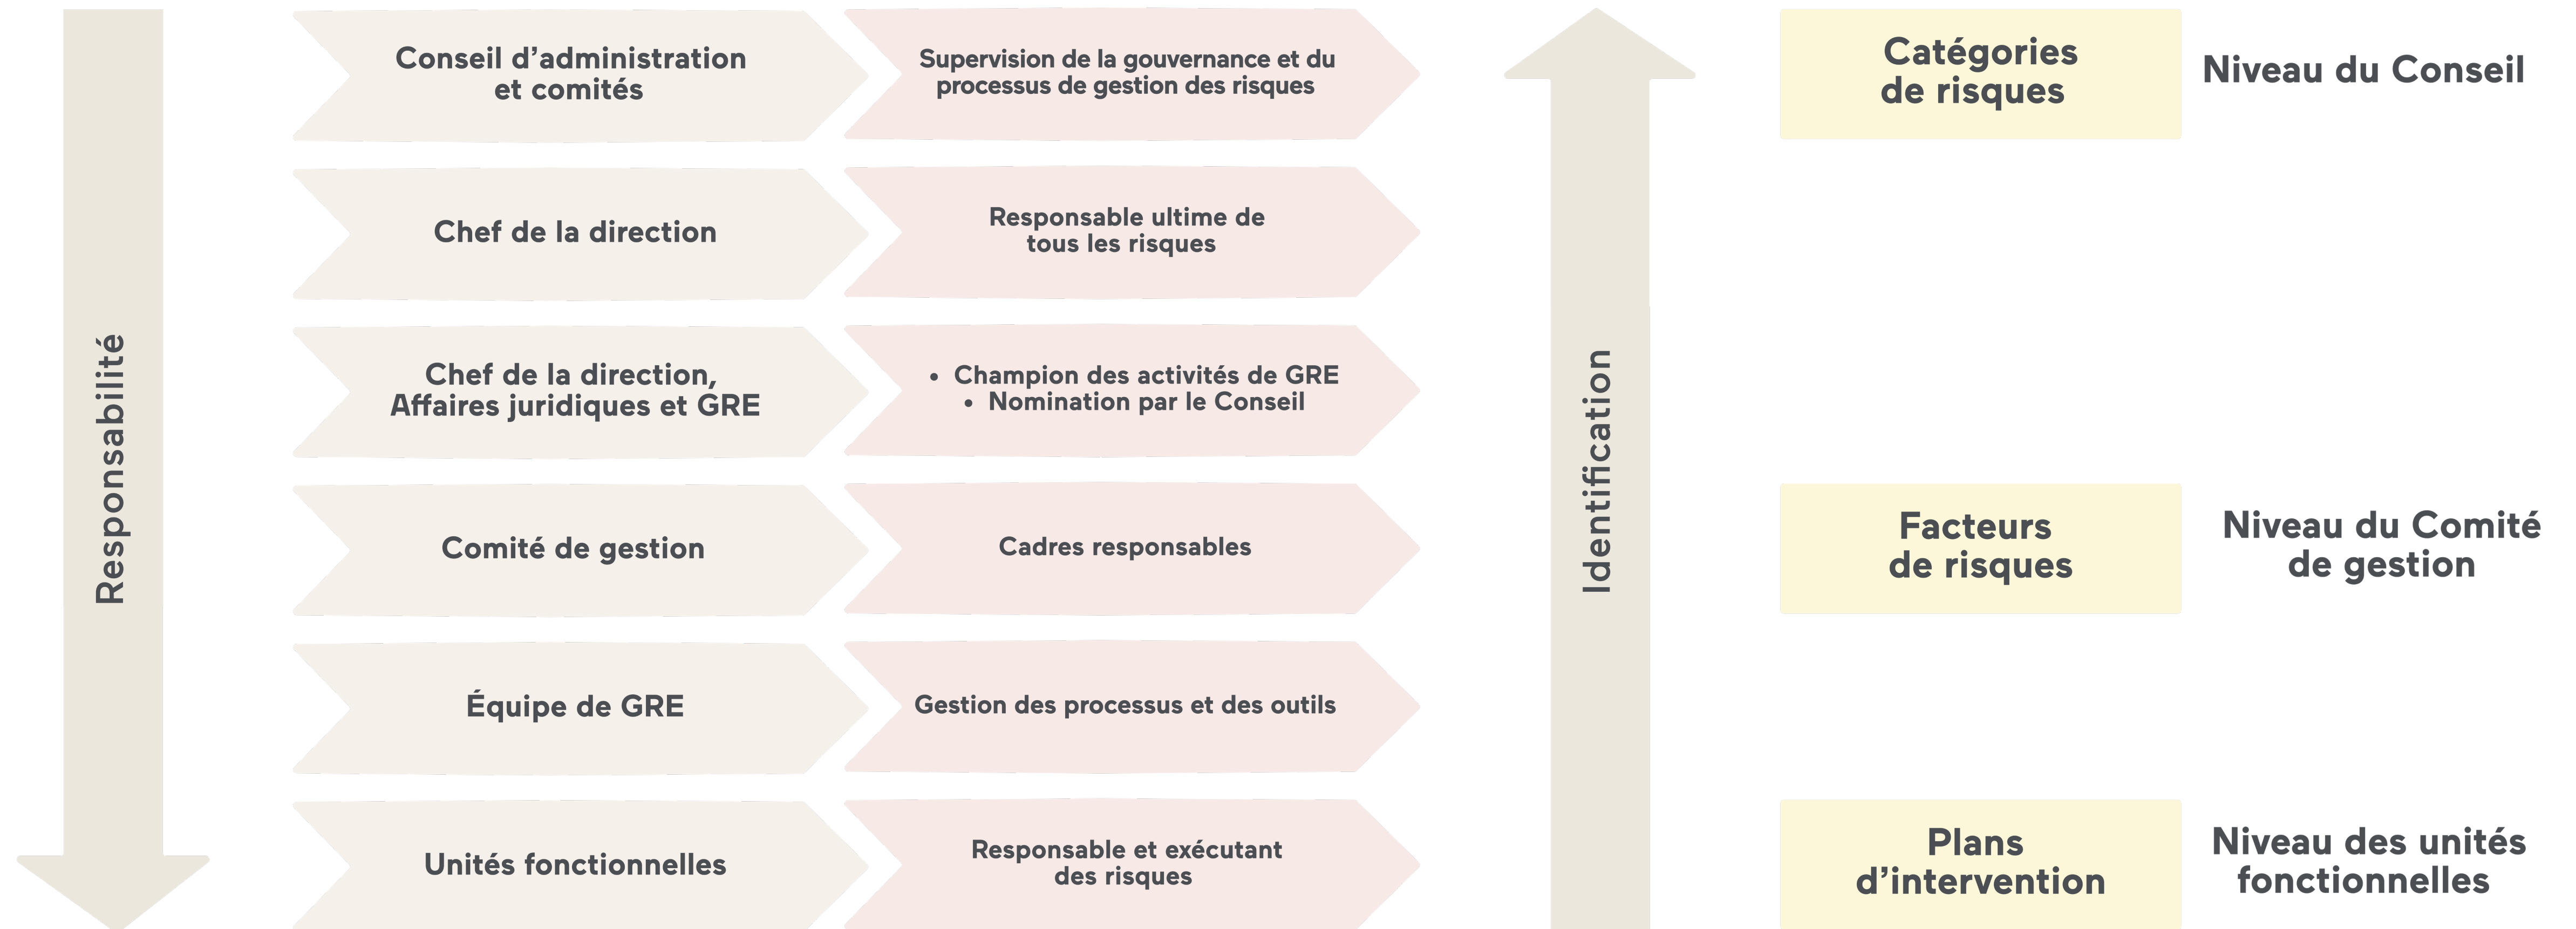 Responsabilité
Conseil d’administration
et comités
Supervision de la gouvernance et du
processus de gestion des risques
Chef de la direction
Responsable ultime de
tous les risques
Chef de la direction,
Affaires juridiques et GRE
• Champion des activités de GRE
• Nomination par le Conseil
Comité de gestion
Cadres responsables
Équipe de GRE
Gestion des processus et des outils
Unités fonctionnelles
Responsable et exécutant
des risques
Identification
Catégories
de risques
Niveau du Conseil
Facteurs
de risques
Niveau du Comité
de gestion
Plans
d’intervention
Niveau des unités
fonctionnelles